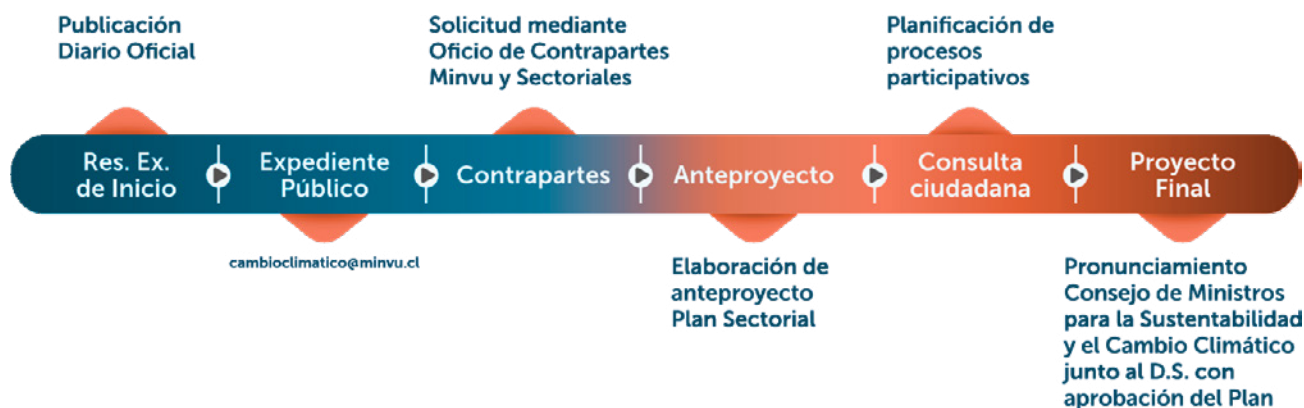 Publicación
Diario Oficial
Solicitud mediante
Oficio de Contrapartes
Minvu y Sectoriales
Planificación de
procesos
participativos
Res. Ex.
de Inicio
Expediente
Público
Contrapartes
Anteproyecto
Consulta
ciudadana
Proyecto
Final
cambioclimatico@minvu.cl
Elaboración de
anteproyecto
Plan Sectorial
Pronunciamiento
Consejo de Ministros
para la Sustentabilidad
y el Cambio Climático
junto al D.S. con
aprobación del Plan